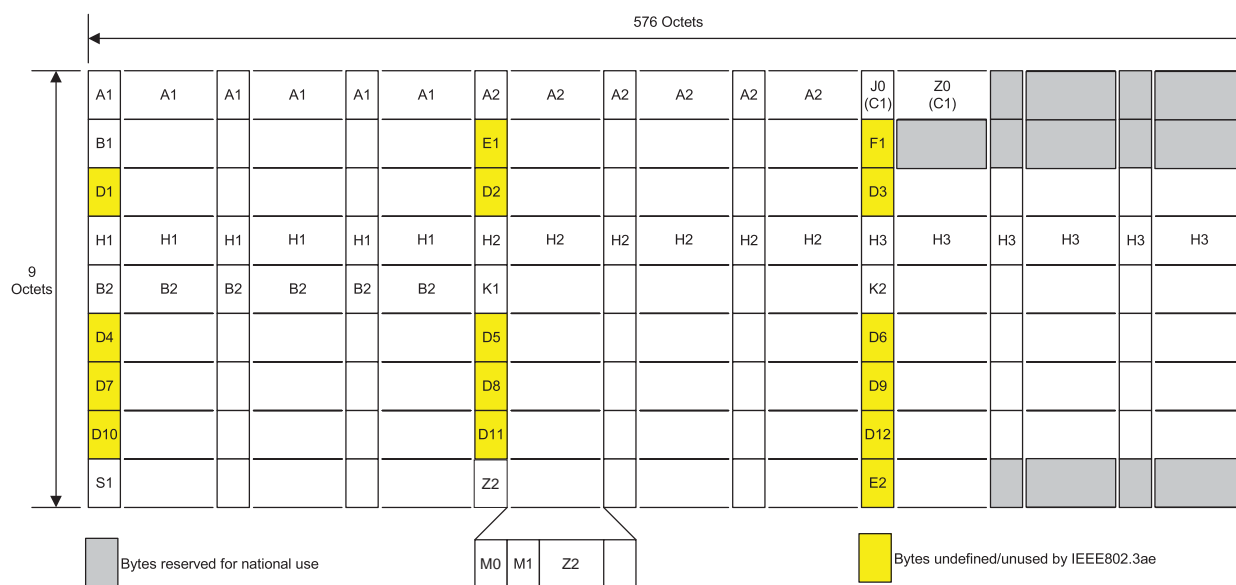 576 Octets
A1 A1 A1 A1 A1 A1 A2 A2 A2 A2 A2 A2 J0 (C1) Z0 (C1)
B1 E1 F1
D1 D2 D3
H1 H1 H1 H1 H1 H1 H2 H2 H2 H2 H2 H2 H3 H3 H3 H3 H3 H3
9 Octets
B2 B2 B2 B2 B2 B2 K1 K2
D4 D5 D6
D7 D8 D9
D10 D11 D12
S1 Z2 E2
M0 M1 Z2
Bytes reserved for national use
Bytes undefined/unused by IEEE802.3ae